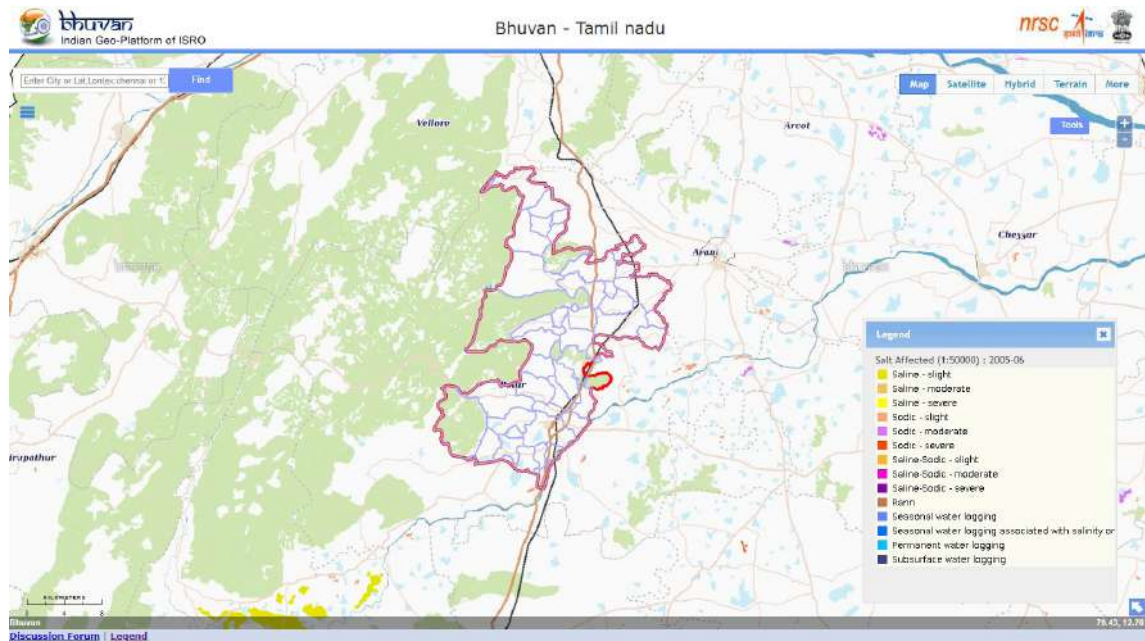 bhuvan
Indian Geo-Platform of ISRO
Bhuvan - Tamil nadu
nrsc
Find
Map Satellite Hybrid Terrain More
Tools
+
-
Vellore
Arcot
Arani
Cheyyar
irupathur
Legend
Salt Affected (1:50000) : 2005-06
Saline - slight
Saline - moderate
Saline - severe
Sodic - slight
Sodic - moderate
Sodic - severe
Saline-Sodic - slight
Saline-Sodic - moderate
Saline-Sodic - severe
Rann
Seasonal water logging
Seasonal water logging associated with salinity or
Permanent water logging
Subsurface water logging
KILOMETERS
Bhuvan
Discussion Forum | Legend